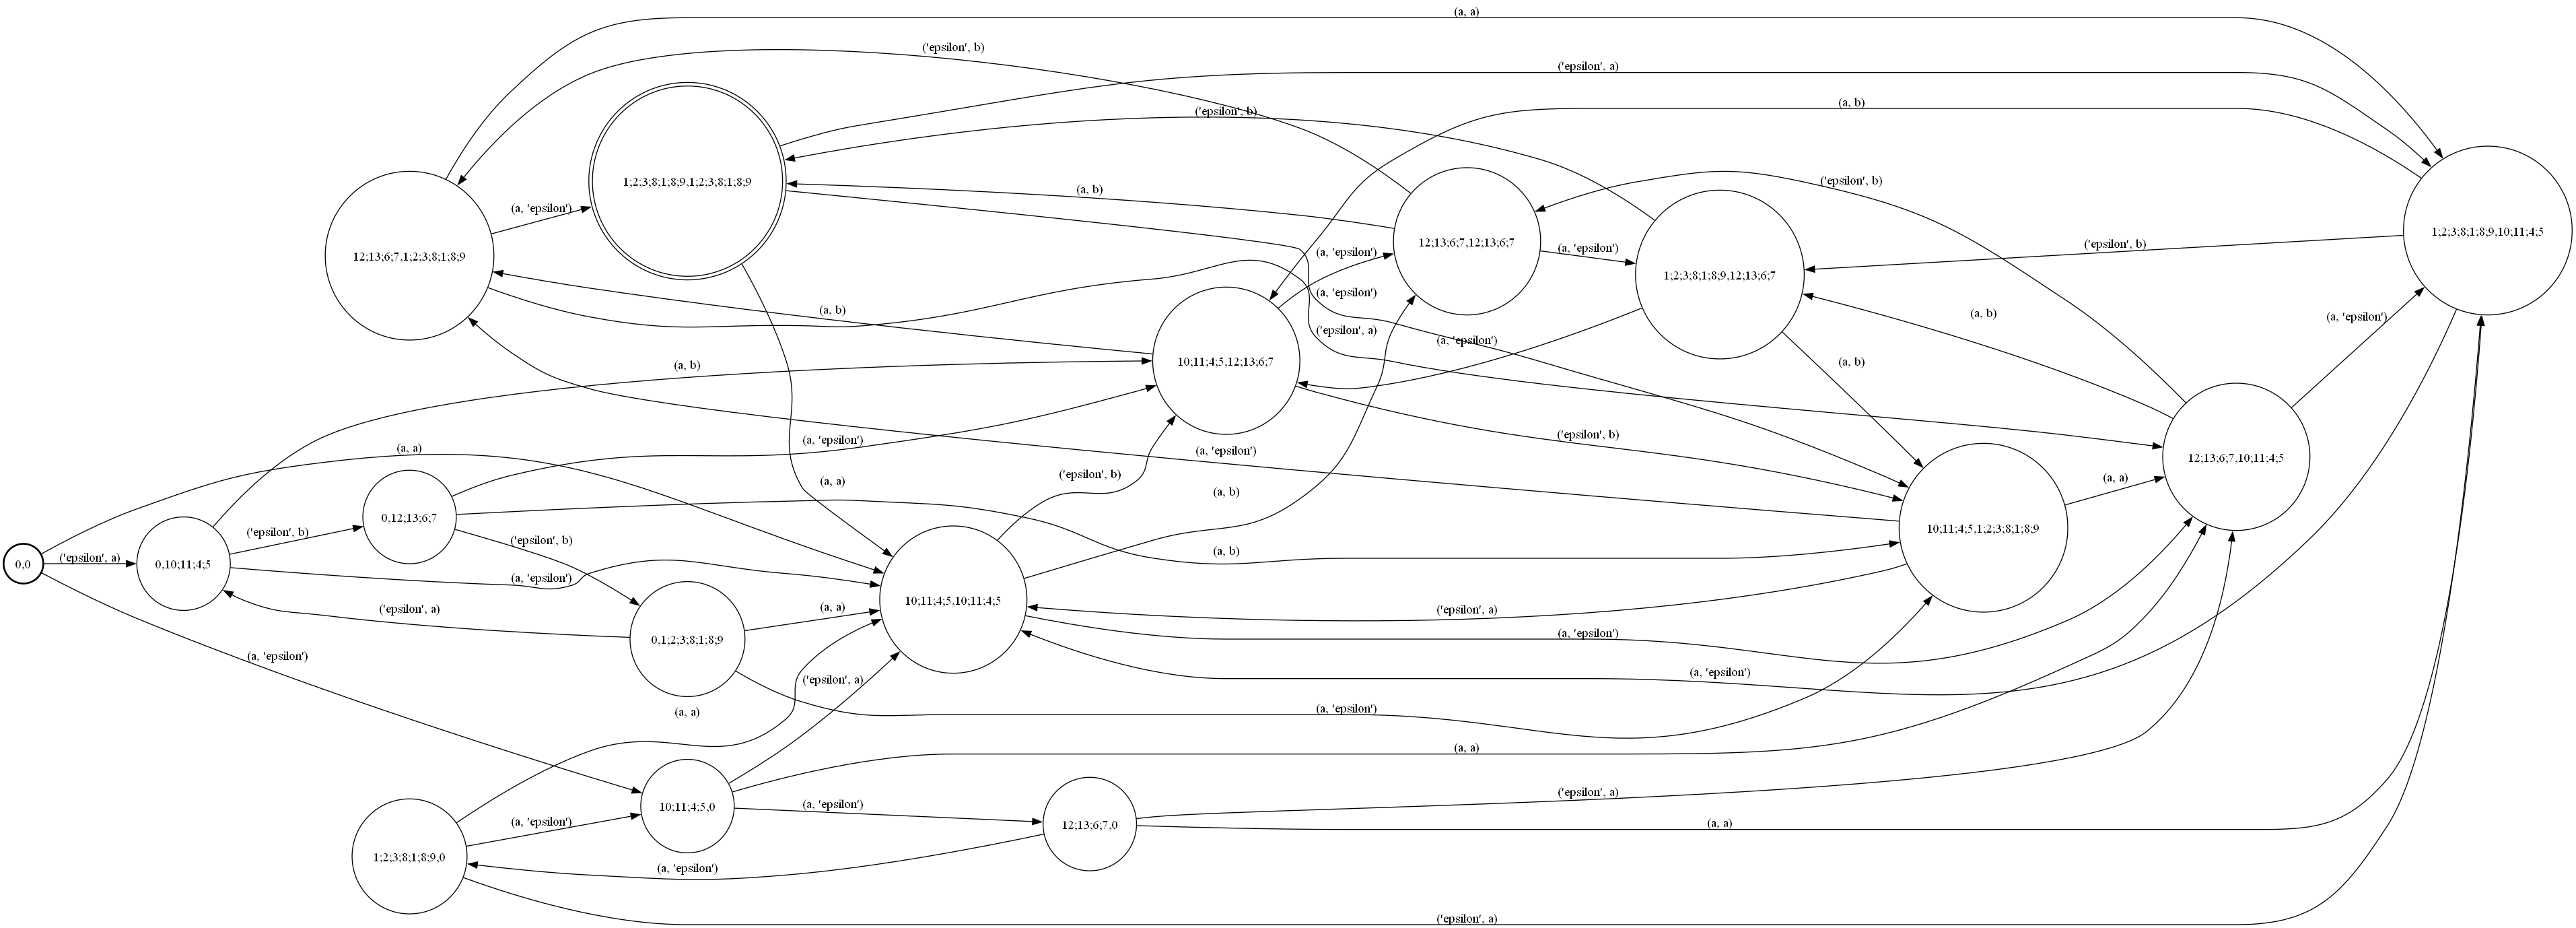 (a, a)
('epsilon', b)
('epsilon', a)
(a, b)
('epsilon', b)
1;2;3;8;1;8;9,1;2;3;8;1;8;9
('epsilon', b)
(a, b)
(a, 'epsilon')
1;2;3;8;1;8;9,10;11;4;5
12;13;6;7,12;13;6;7
('epsilon', b)
(a, 'epsilon')
(a, 'epsilon')
12;13;6;7,1;2;3;8;1;8;9
1;2;3;8;1;8;9,12;13;6;7
(a, 'epsilon')
(a, b)
(a, b)
(a, 'epsilon')
('epsilon', a)
(a, 'epsilon')
10;11;4;5,12;13;6;7
(a, b)
(a, b)
('epsilon', b)
(a, 'epsilon')
(a, a)
(a, 'epsilon')
12;13;6;7,10;11;4;5
('epsilon', b)
(a, a)
(a, a)
(a, b)
0,12;13;6;7
10;11;4;5,1;2;3;8;1;8;9
('epsilon', b)
('epsilon', b)
(a, b)
('epsilon', a)
0,0
0,10;11;4;5
(a, 'epsilon')
10;11;4;5,10;11;4;5
('epsilon', a)
(a, a)
('epsilon', a)
(a, 'epsilon')
0,1;2;3;8;1;8;9
(a, 'epsilon')
(a, 'epsilon')
('epsilon', a)
(a, 'epsilon')
(a, a)
(a, a)
('epsilon', a)
10;11;4;5,0
(a, 'epsilon')
(a, 'epsilon')
12;13;6;7,0
(a, a)
1;2;3;8;1;8;9,0
(a, 'epsilon')
('epsilon', a)